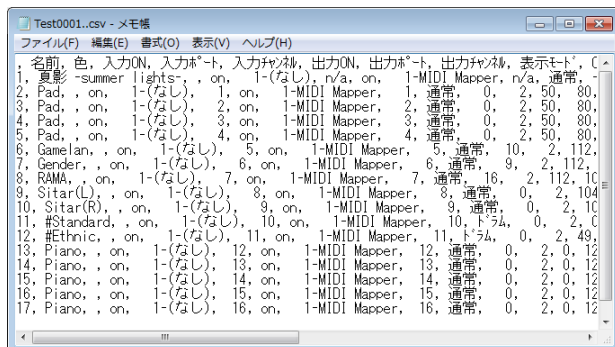 Test0001..csv - メモ帳
ファイル(F) 編集(E) 書式(O) 表示(V) ヘルプ(H)
, 名前, 色, 入力ON, 入力ﾎﾟｰﾄ, 入力ﾁｬﾝﾈﾙ, 出力ON, 出力ﾎﾟｰﾄ, 出力ﾁｬﾝﾈﾙ, 表示ﾓｰﾄﾞ,
1, 夏影 -summer lights-, , on, 1-(なし), n/a, on, 1-MIDI Mapper, n/a, 通常, -
2, Pad, , on, 1-(なし), 1, on, 1-MIDI Mapper, 1, 通常, 0, 2, 50, 80,
3, Pad, , on, 1-(なし), 2, on, 1-MIDI Mapper, 2, 通常, 0, 2, 50, 80,
4, Pad, , on, 1-(なし), 3, on, 1-MIDI Mapper, 3, 通常, 0, 2, 50, 80,
5, Pad, , on, 1-(なし), 4, on, 1-MIDI Mapper, 4, 通常, 0, 2, 50, 80,
6, Gamelan, , on, 1-(なし), 5, on, 1-MIDI Mapper, 5, 通常, 10, 2, 112,
7, Gender, , on, 1-(なし), 6, on, 1-MIDI Mapper, 6, 通常, 9, 2, 112,
8, RAMA, , on, 1-(なし), 7, on, 1-MIDI Mapper, 7, 通常, 16, 2, 112, 10
9, Sitar(L), , on, 1-(なし), 8, on, 1-MIDI Mapper, 8, 通常, 0, 2, 104
10, Sitar(R), , on, 1-(なし), 9, on, 1-MIDI Mapper, 9, 通常, 0, 2, 10
11, #Standard, , on, 1-(なし), 10, on, 1-MIDI Mapper, 10, ﾄﾞﾗﾑ, 0, 2, 0
12, #Ethnic, , on, 1-(なし), 11, on, 1-MIDI Mapper, 11, ﾄﾞﾗﾑ, 0, 2, 49,
13, Piano, , on, 1-(なし), 12, on, 1-MIDI Mapper, 12, 通常, 0, 2, 0, 12
14, Piano, , on, 1-(なし), 13, on, 1-MIDI Mapper, 13, 通常, 0, 2, 0, 12
15, Piano, , on, 1-(なし), 14, on, 1-MIDI Mapper, 14, 通常, 0, 2, 0, 12
16, Piano, , on, 1-(なし), 15, on, 1-MIDI Mapper, 15, 通常, 0, 2, 0, 12
17, Piano, , on, 1-(なし), 16, on, 1-MIDI Mapper, 16, 通常, 0, 2, 0, 12